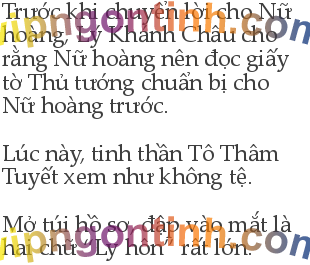 Trước khi chuyển rời cho Nữ
hoàng, Lý Khánh Châu cho
rằng Nữ hoàng nên đọc giấy
tờ Thủ tướng chuẩn bị cho
Nữ hoàng trước.
Lúc này, tinh thần Tô Thâm
Tuyết xem như không tệ.
Mở túi hồ sơ, đập vào mắt là
hai chữ “Ly hôn” rất lớn.